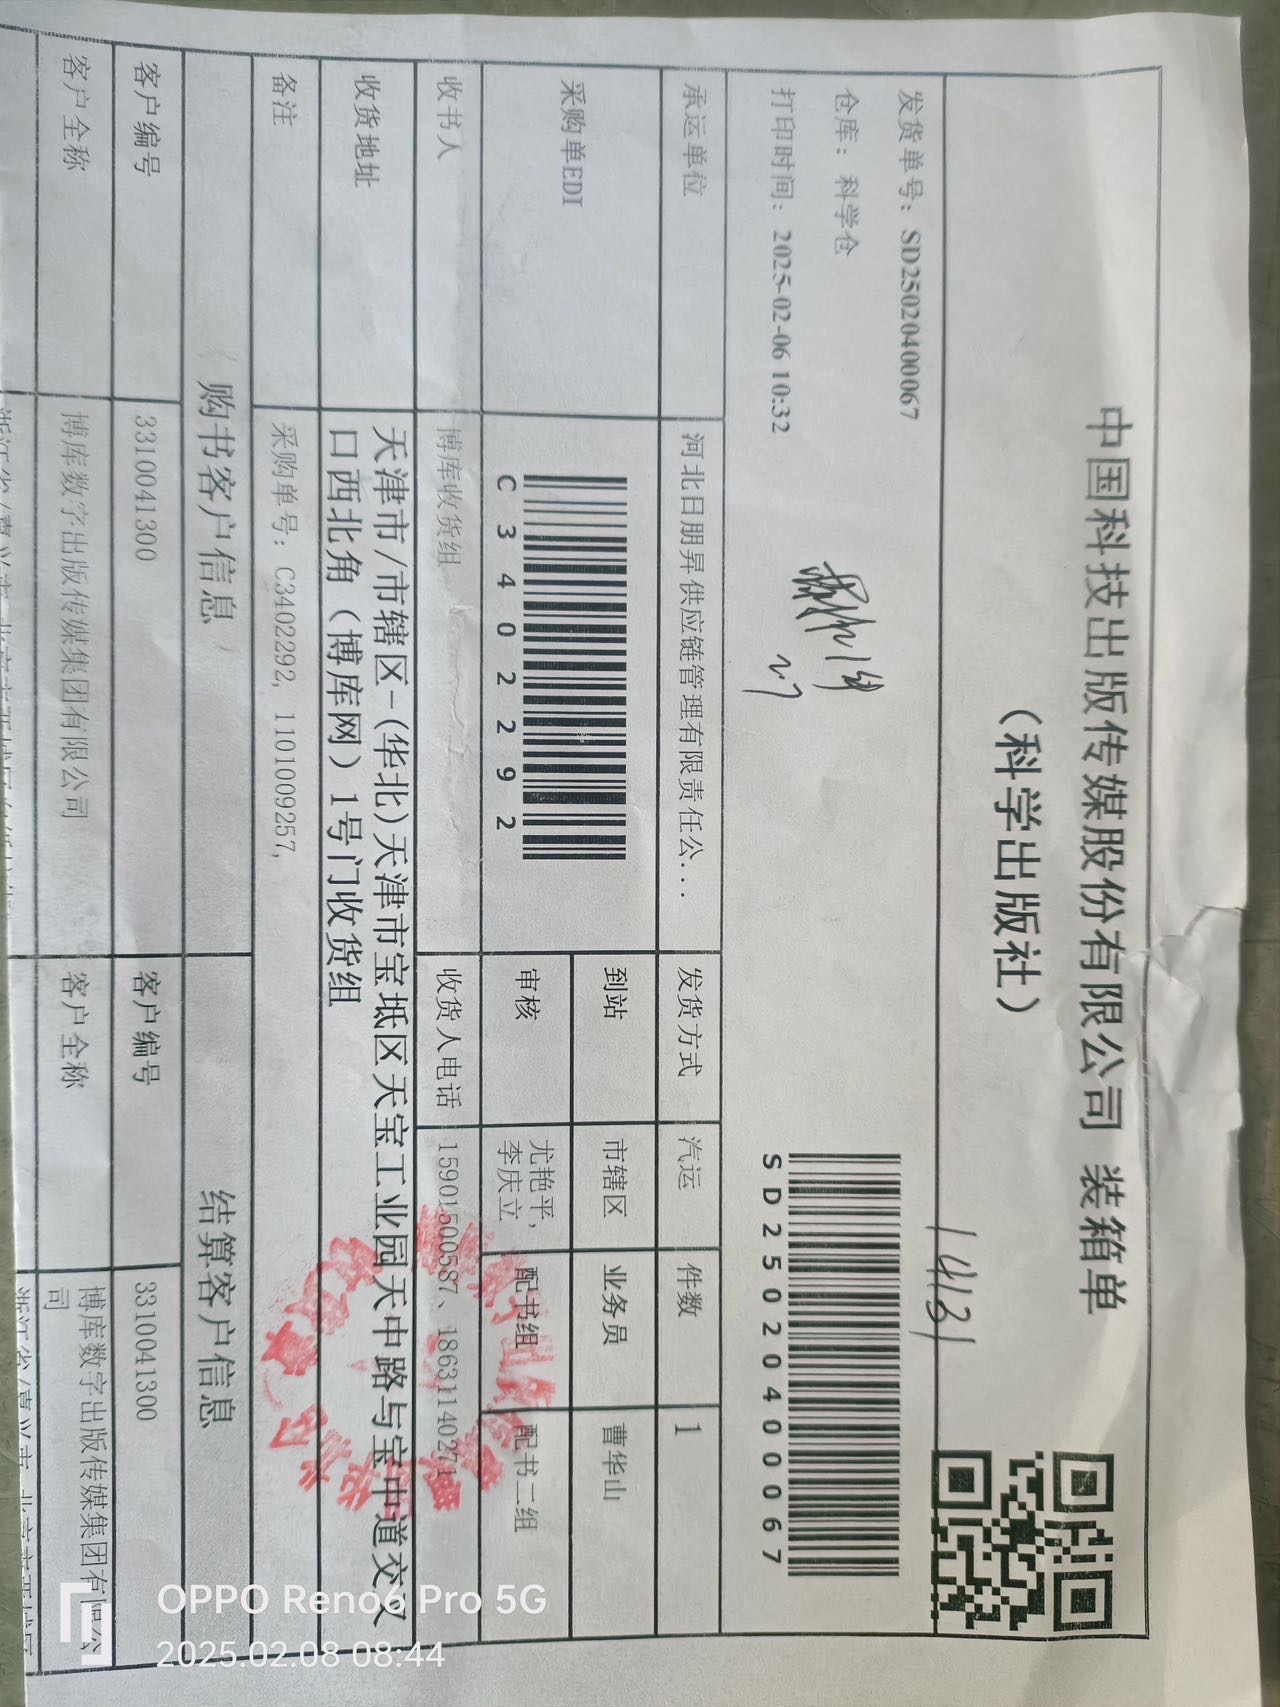 中国科技出版传媒股份有限公司 装箱单
（科学出版社）
1431
发货单号：SD2502040067
仓库：科学仓
打印时间：2025-02-06 10:32
SD2502040067
27
承运单位 河北日朋昇供应链管理有限责任公... 发货方式 汽运 件数 1
采购单EDI C3402292 到站 市辖区 业务员 曹华山
审核 尤艳平, 李庆立 配书组 配书二组
收书人 博库收货组 收货人电话 15901500587、18631140271
收货地址 天津市/市辖区-(华北)天津市宝坻区天宝工业园天中路与宝中道交叉
口西北角（博库网）1号门收货组
备注 采购单号：C3402292, 1101009257,
（购书客户信息） 结算客户信息
客户编号 3310041300 客户编号 3310041300
客户全称 博库数字出版传媒集团有限公司 客户全称 博库数字出版传媒集团有限公
司
OPPO Reno6 Pro 5G
2025.02.08 08:44